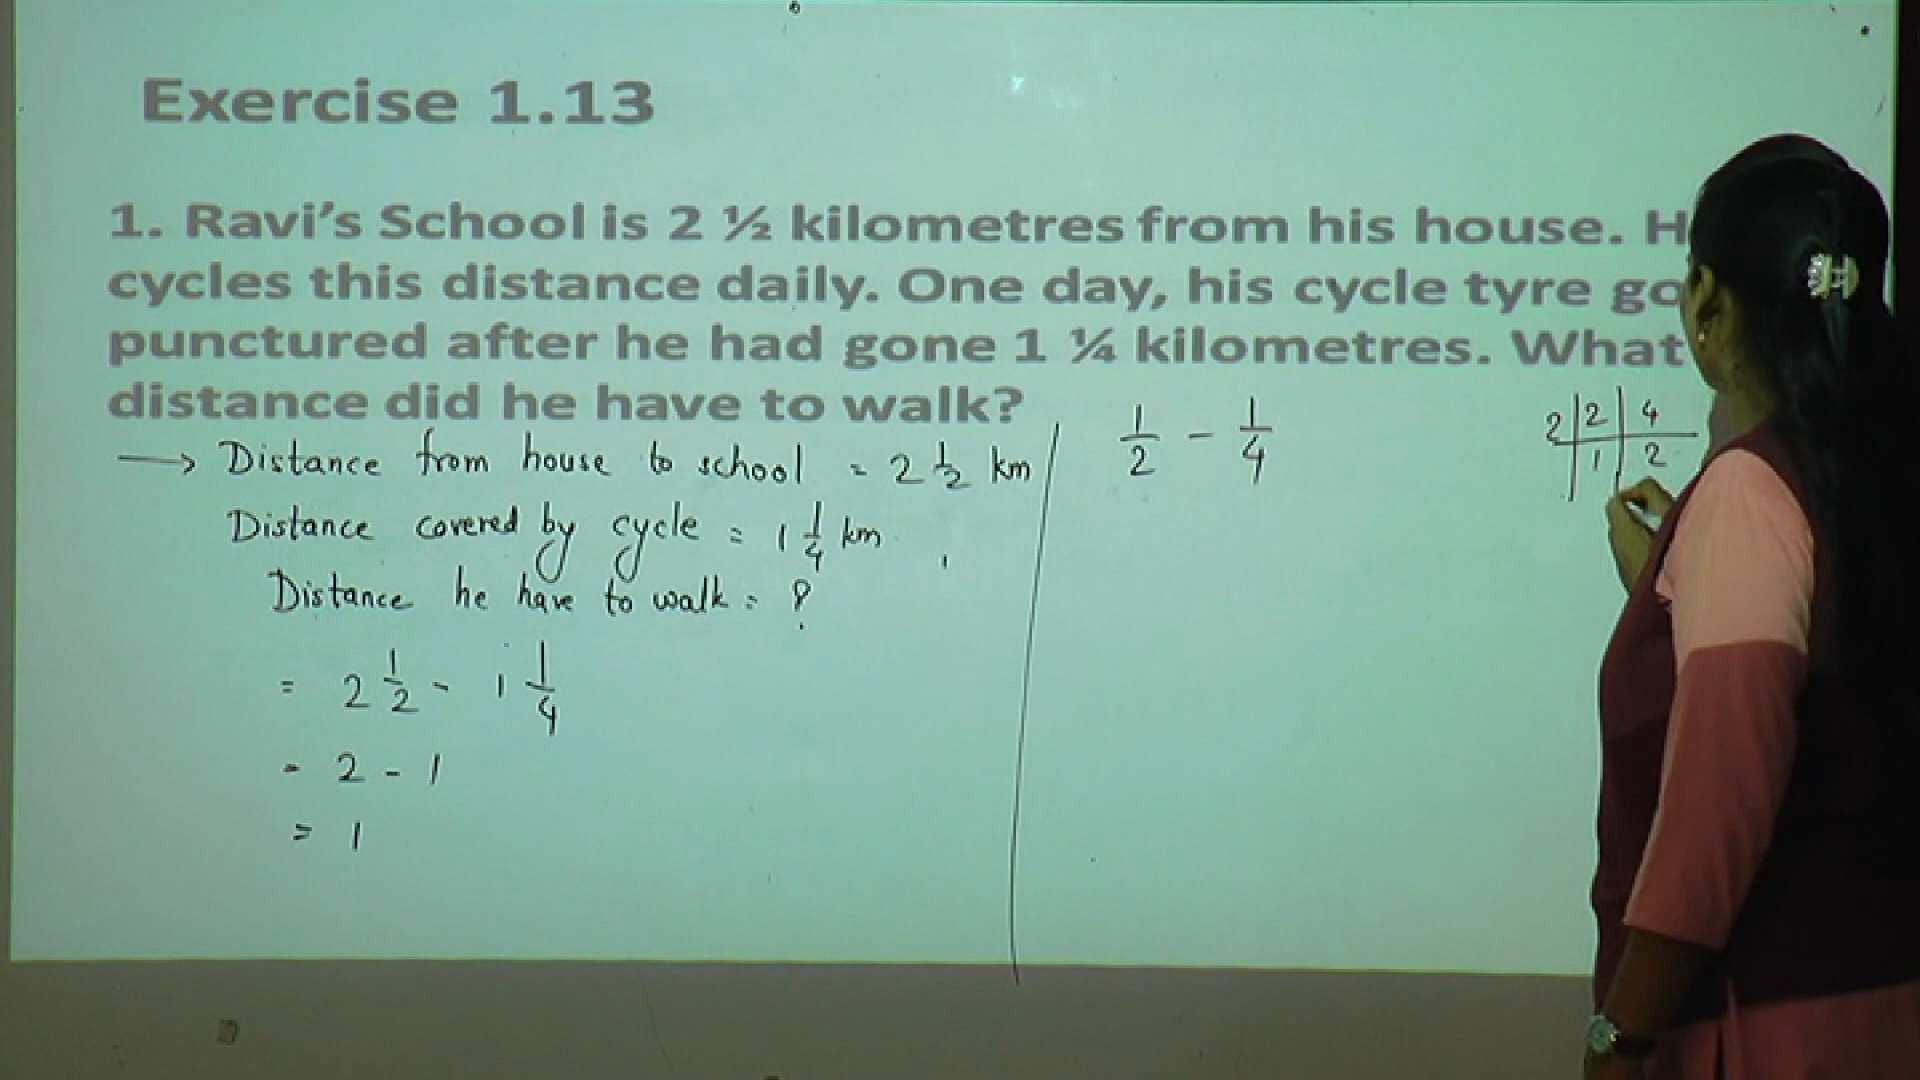 Exercise 1.13
1. Ravi's School is 2 ½ kilometres from his house. H
cycles this distance daily. One day, his cycle tyre go
punctured after he had gone 1 ¼ kilometres. What
distance did he have to walk?
→ Distance from house to school = 2 1/2 km
Distance covered by cycle = 1 1/4 km
Distance he have to walk = ?
= 2 1/2 - 1 1/4
= 2 - 1
= 1
1/2 - 1/4
2 | 2 | 4
1 | 2